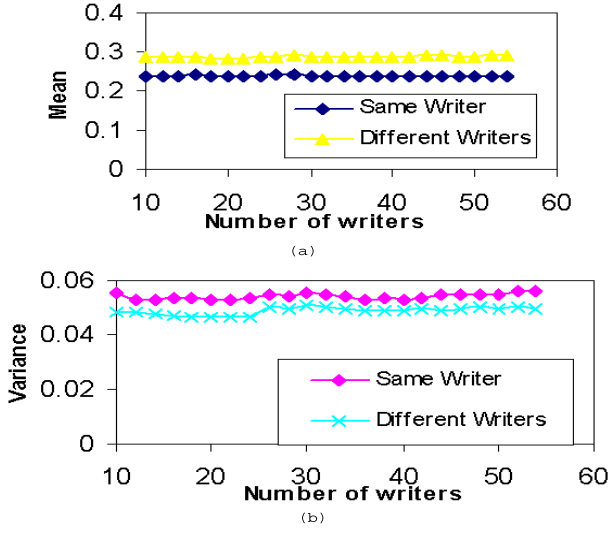 0.4
0.3
0.2
0.1
0
Mean
Same Writer
Different Writers
10 20 30 40 50 60
Number of writers
(a)
0.06
0.04
0.02
0
Variance
Same Writer
Different Writers
10 20 30 40 50 60
Number of writers
(b)